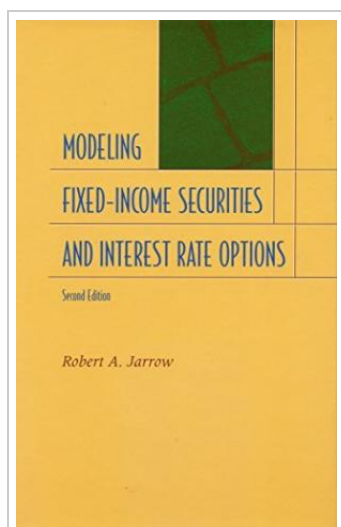 MODELING
FIXED-INCOME SECURITIES
AND INTEREST RATE OPTIONS
Second Edition
Robert A. Jarrow